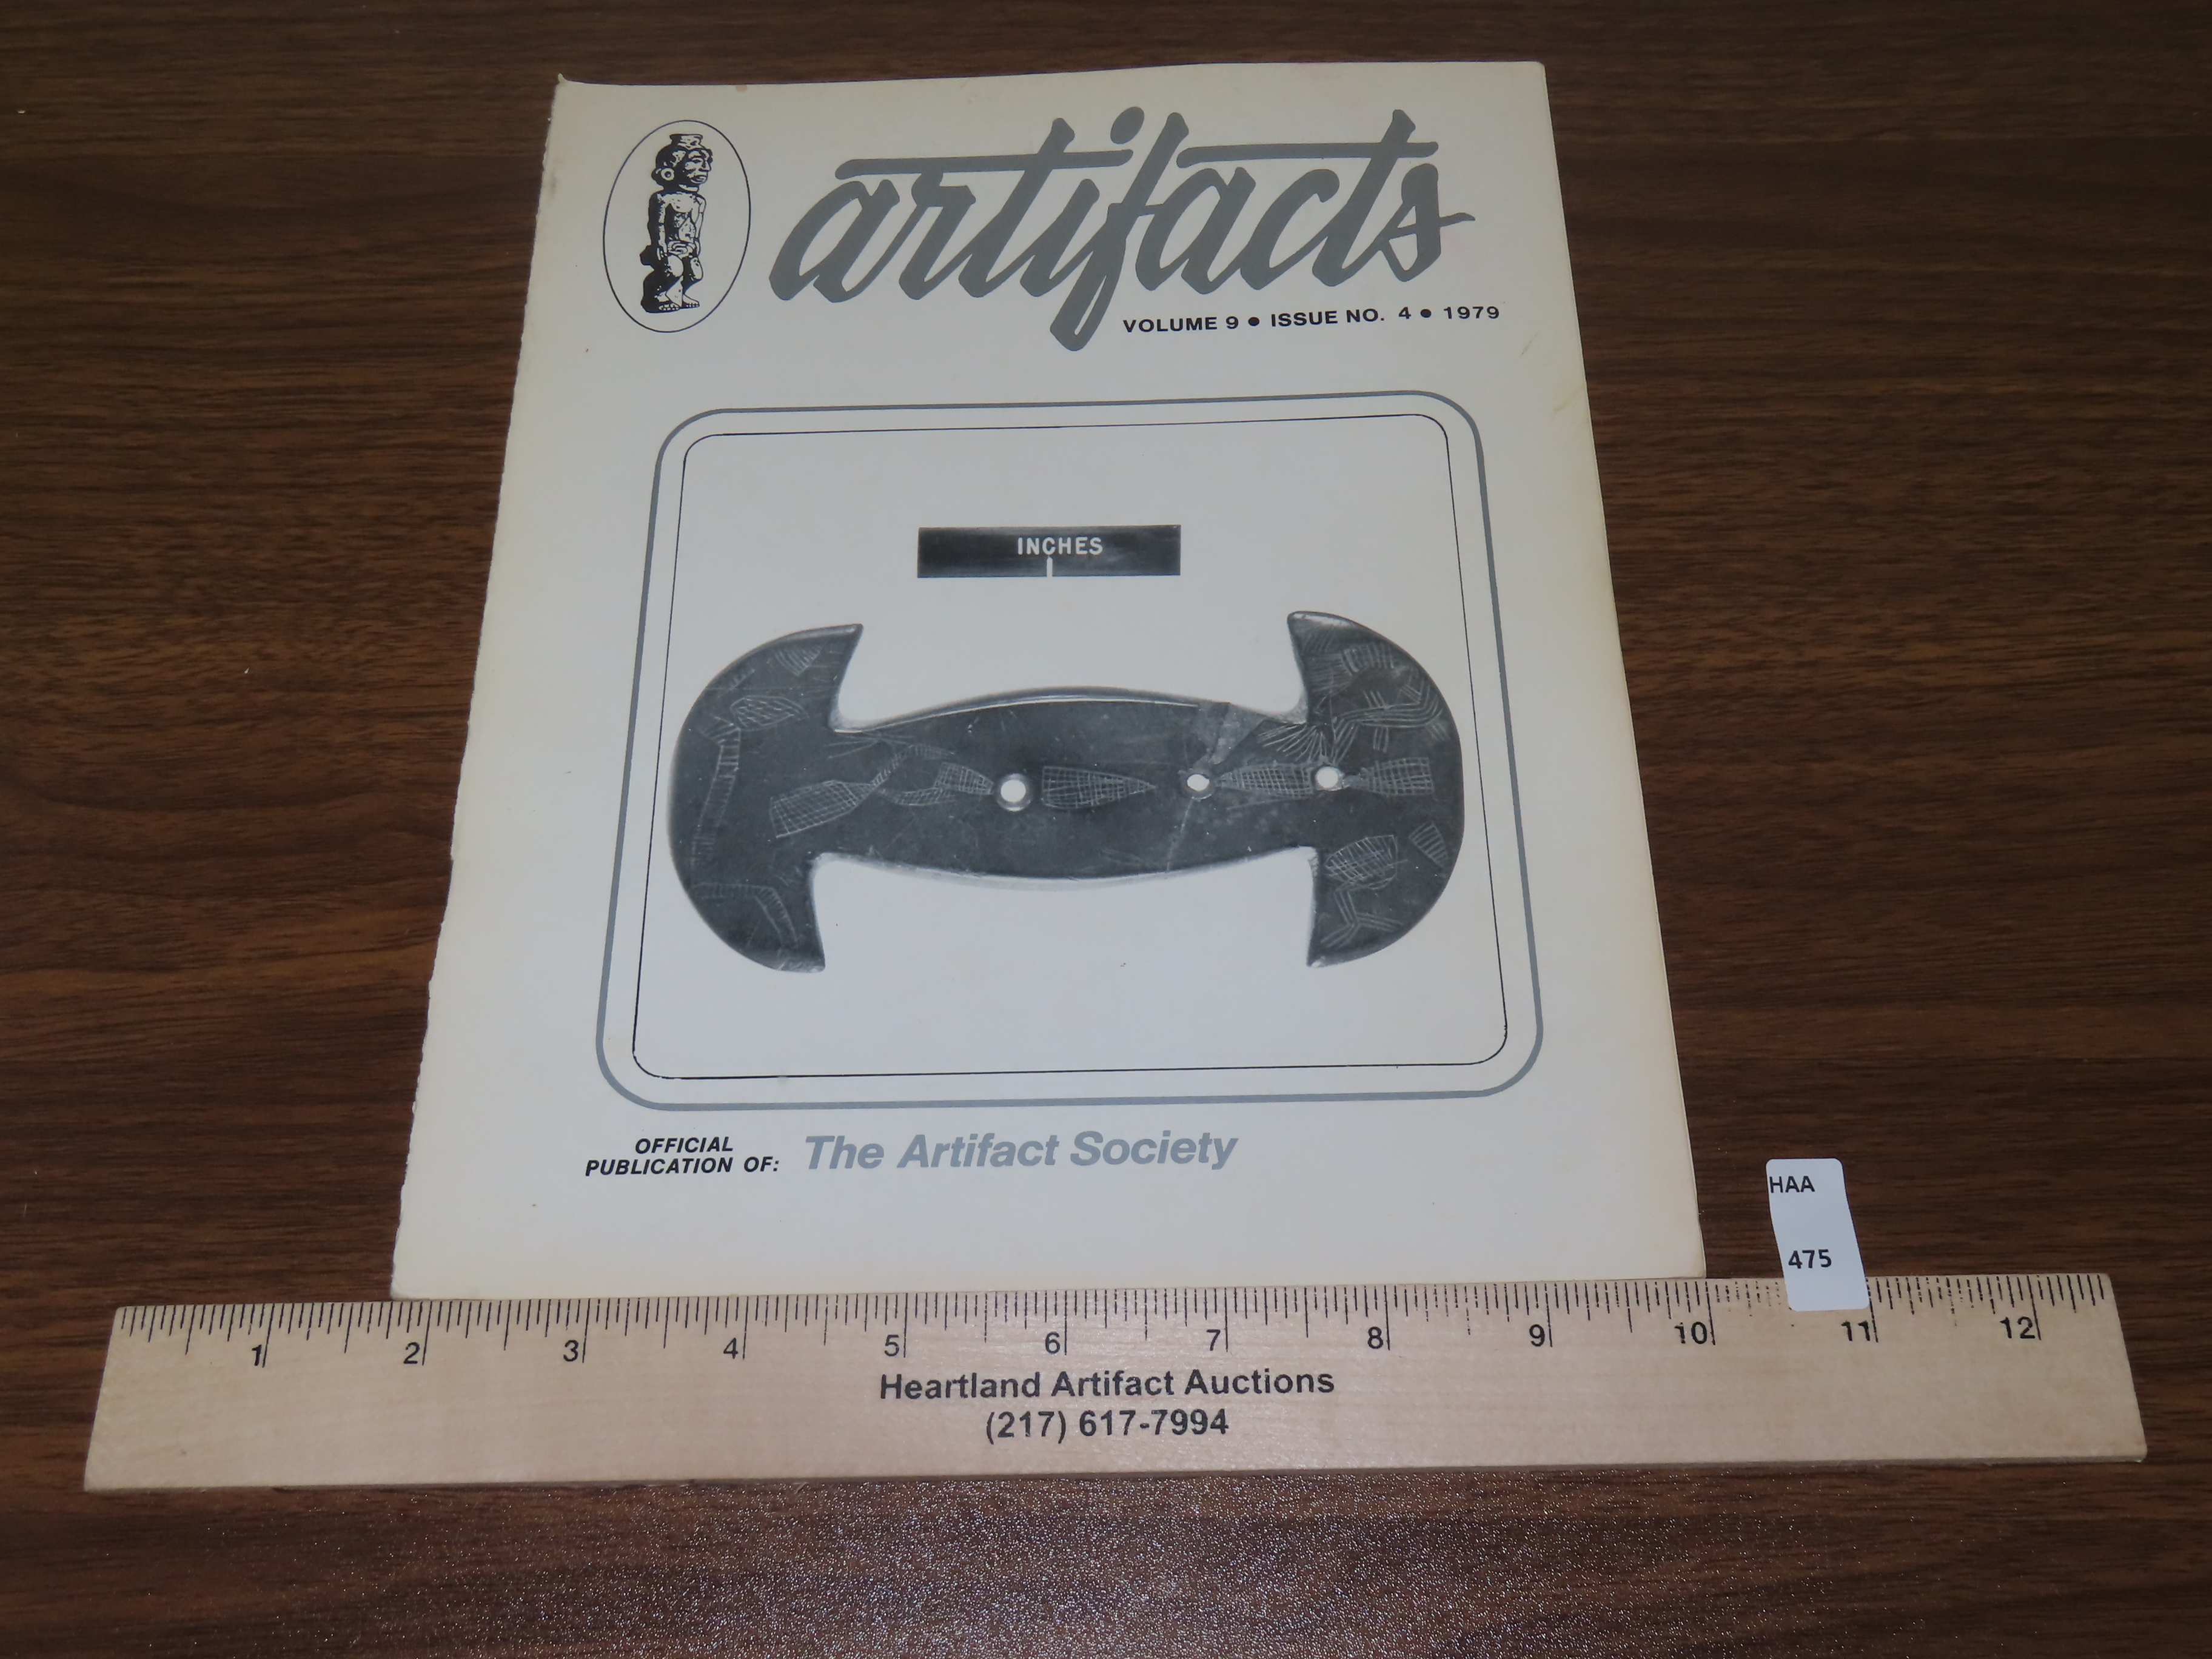 artifacts
VOLUME 9 ● ISSUE NO. 4 ● 1979
INCHES
OFFICIAL
PUBLICATION OF:
The Artifact Society
HAA
475
1 2 3 4 5 6 7 8 9 10 11 12
Heartland Artifact Auctions
(217) 617-7994